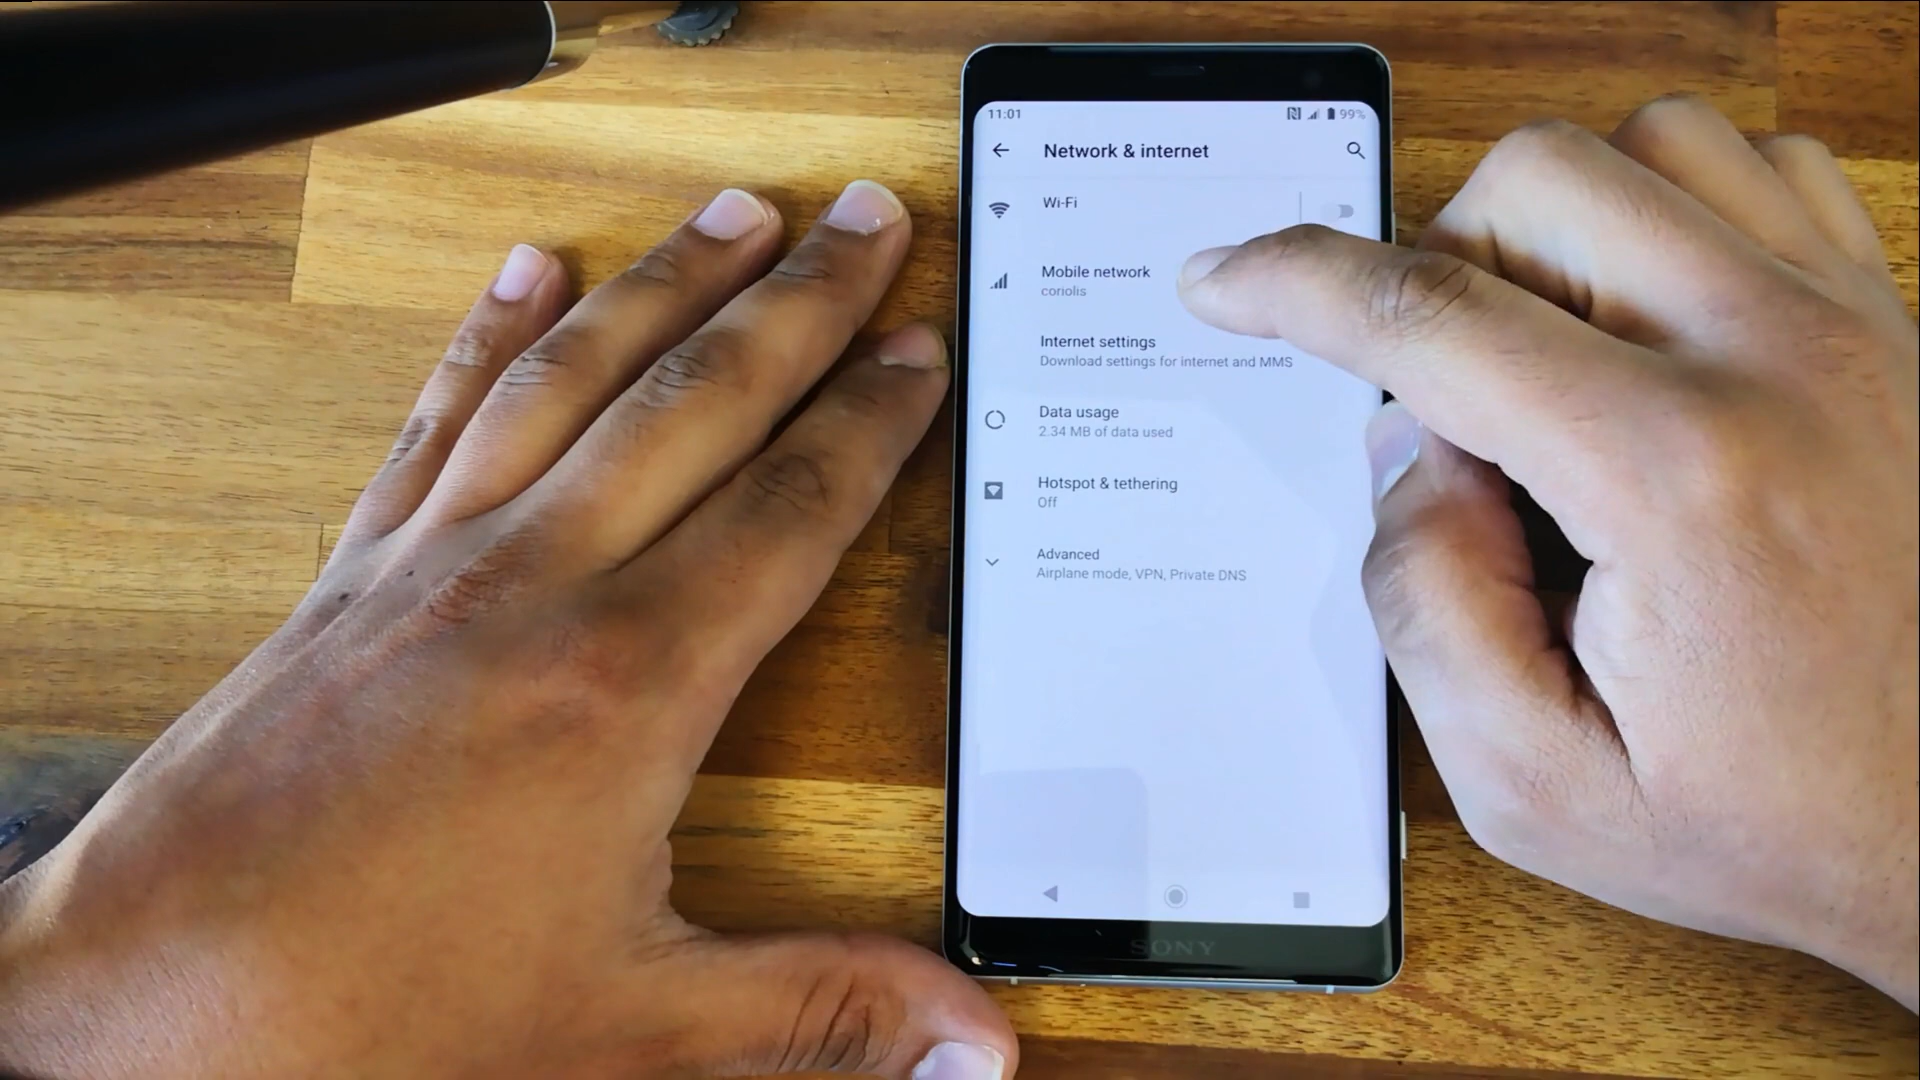 11:01
99%
Network & internet
Wi-Fi
Mobile network
coriolis
Internet settings
Download settings for internet and MMS
Data usage
2.34 MB of data used
Hotspot & tethering
Off
Advanced
Airplane mode, VPN, Private DNS
SONY